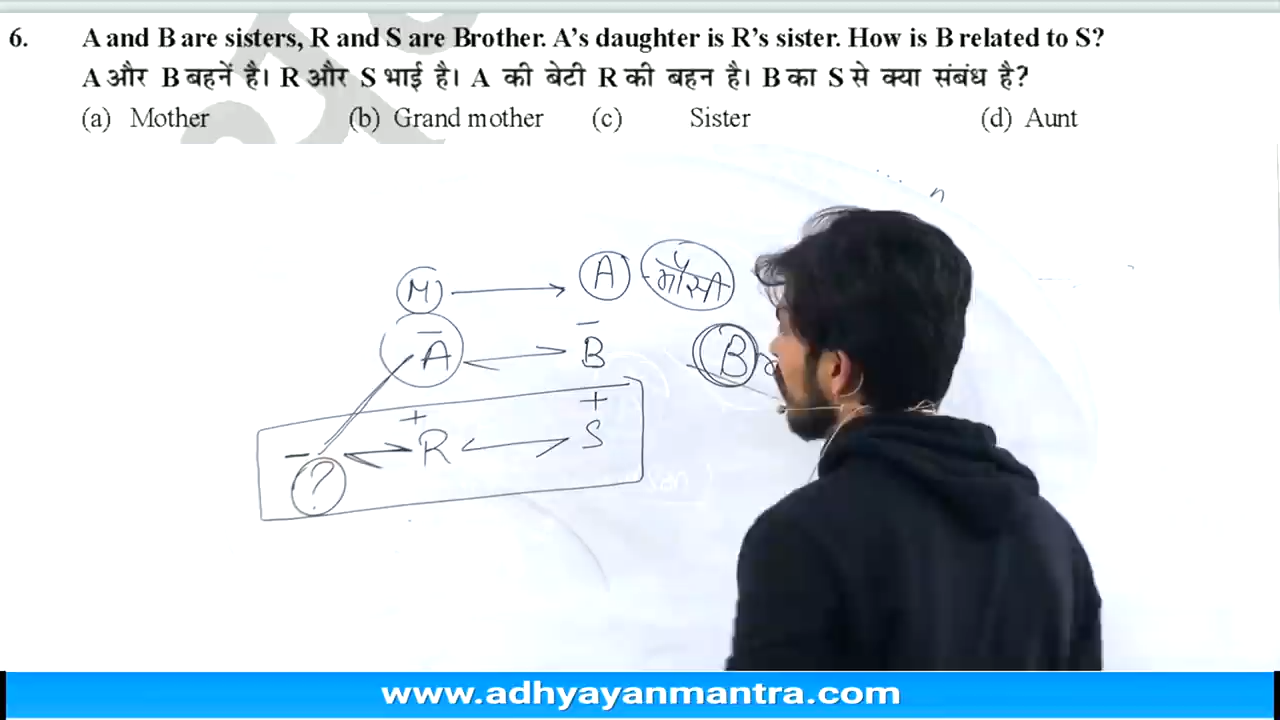 6. A and B are sisters, R and S are Brother. A's daughter is R's sister. How is B related to S?
A और B बहनें है। R और S भाई है। A की बेटी R की बहन है। B का S से क्या संबंध है?
(a) Mother (b) Grand mother (c) Sister (d) Aunt
n
M → A मौसी
A ↔ B B
? ↔ R ↔ S
www.adhyayanmantra.com